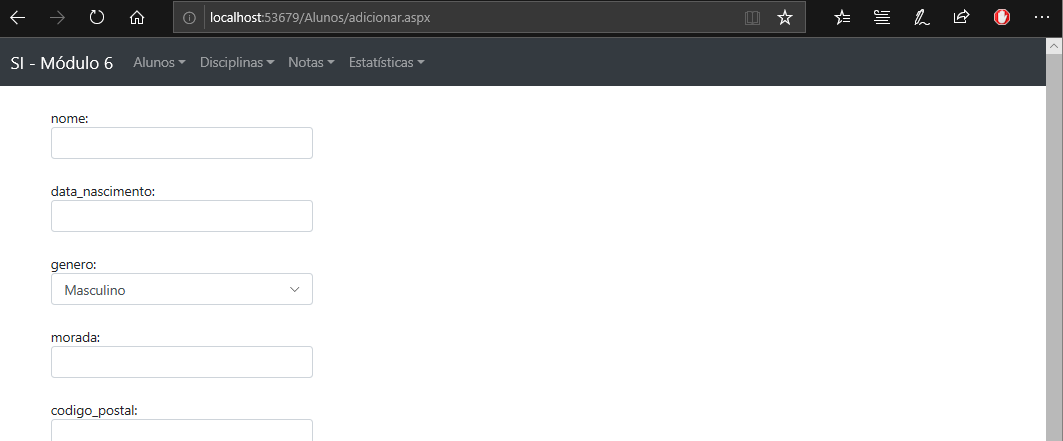 localhost:53679/Alunos/adicionar.aspx
SI - Módulo 6 Alunos Disciplinas Notas Estatísticas
nome:
data_nascimento:
genero:
Masculino
morada:
codigo_postal: